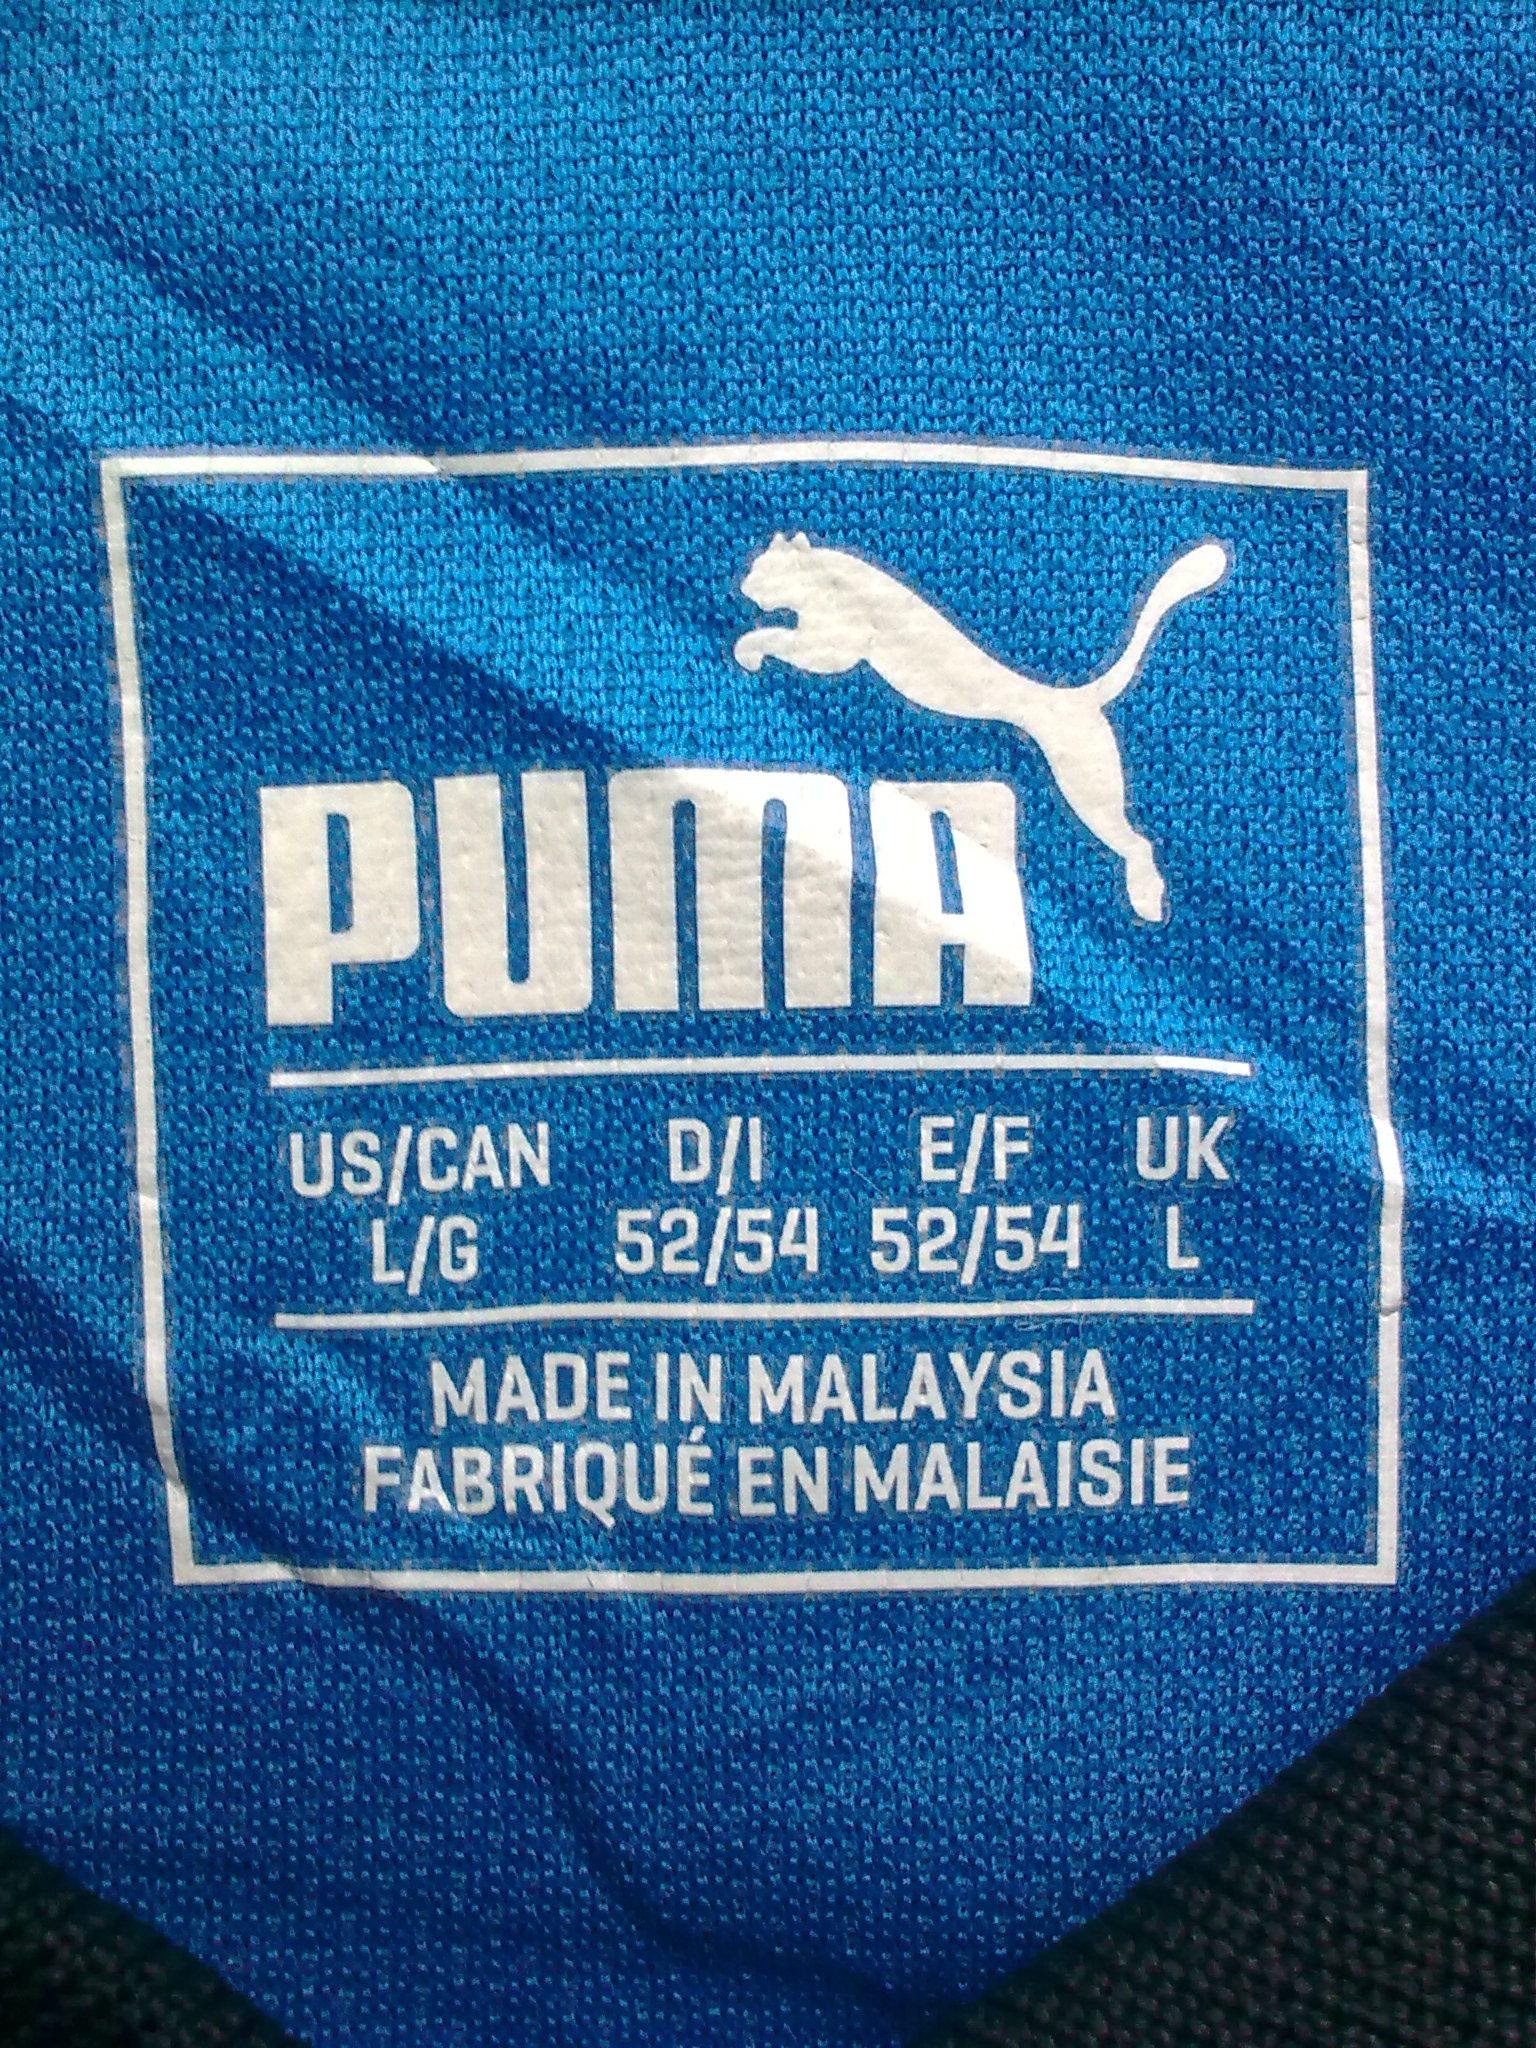 PUMA
US/CAN D/I E/F UK
L/G 52/54 52/54 L
MADE IN MALAYSIA
FABRIQUÉ EN MALAISIE